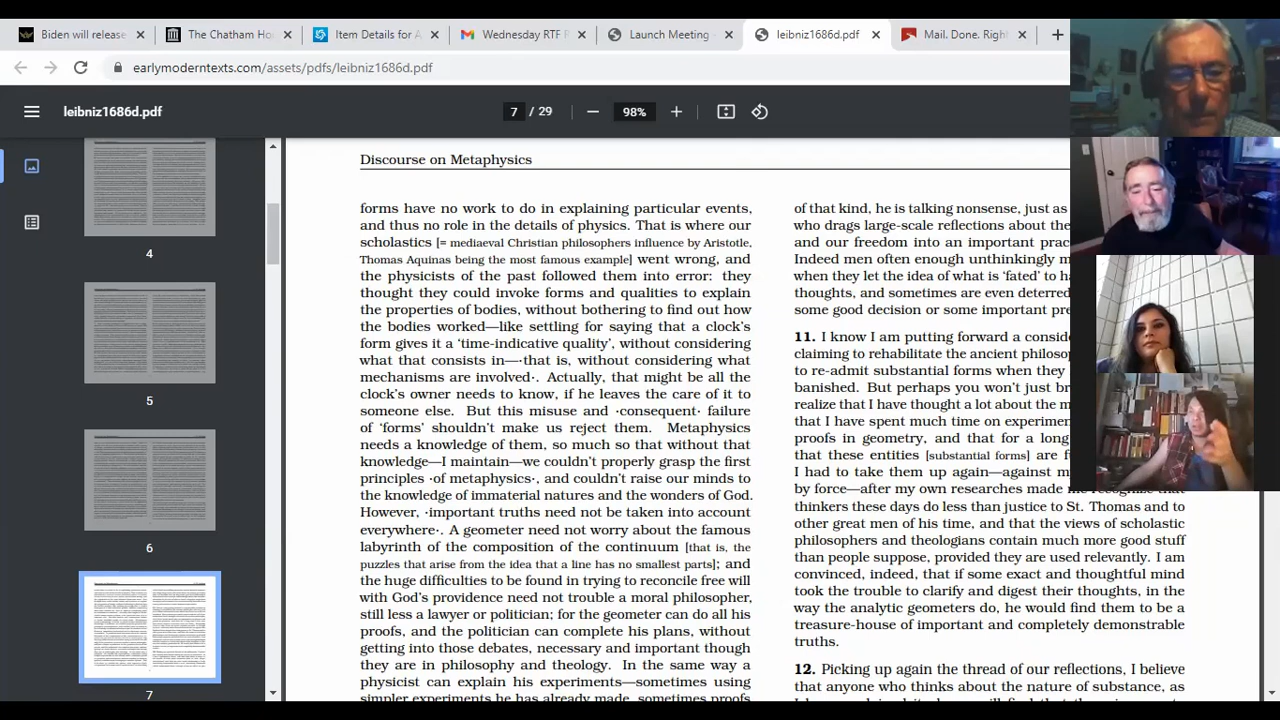 Biden will release
The Chatham Ho
Item Details for A
Wednesday RTF F
Launch Meeting -
leibniz1686d.pdf
Mail. Done. Righ
earlymoderntexts.com/assets/pdfs/leibniz1686d.pdf
leibniz1686d.pdf
7 / 29
98%
4
5
6
7
Discourse on Metaphysics
forms have no work to do in explaining particular events,
and thus no role in the details of physics. That is where our
scholastics [= mediaeval Christian philosophers influence by Aristotle,
Thomas Aquinas being the most famous example] went wrong, and
the physicists of the past followed them into error: they
thought they could invoke forms and qualities to explain
the properties of bodies, without bothering to find out how
the bodies worked—like settling for saying that a clock's
form gives it a 'time-indicative quality', without considering
what that consists in—·that is, without considering what
mechanisms are involved·. Actually, that might be all the
clock's owner needs to know, if he leaves the care of it to
someone else. But this misuse and ·consequent· failure
of 'forms' shouldn't make us reject them. Metaphysics
needs a knowledge of them, so much so that without that
knowledge—I maintain—we couldn't properly grasp the first
principles ·of metaphysics·, and couldn't raise our minds to
the knowledge of immaterial natures and the wonders of God.
However, ·important truths need not be taken into account
everywhere·. A geometer need not worry about the famous
labyrinth of the composition of the continuum [that is, the
puzzles that arise from the idea that a line has no smallest parts]; and
the huge difficulties to be found in trying to reconcile free will
with God's providence need not trouble a moral philosopher,
still less a lawyer or politician; for the geometer can do all his
proofs, and the politician can complete his plans, without
getting into those debates, necessary and important though
they are in philosophy and theology. In the same way a
physicist can explain his experiments—sometimes using
simpler experiments he has already made, sometimes proofs
of that kind, he is talking nonsense, just as
who drags large-scale reflections about the
and our freedom into an important prac
Indeed men often enough unthinkingly m
when they let the idea of what is 'fated' to ha
thoughts, and sometimes are even deterred
some good decision or some important pre
11. I know I am putting forward a conside
claiming to rehabilitate the ancient philosop
to re-admit substantial forms when they
banished. But perhaps you won't just br
realize that I have thought a lot about the m
that I have spent much time on experimen
proofs in geometry, and that for a long
that these entities [substantial forms] are f
I had to take them up again—against m
by force—after my own researches made me recognize that
thinkers these days do less than justice to St. Thomas and to
other great men of his time, and that the views of scholastic
philosophers and theologians contain much more good stuff
than people suppose, provided they are used relevantly. I am
convinced, indeed, that if some exact and thoughtful mind
took the trouble to clarify and digest their thoughts, in the
way the analytic geometers do, he would find them to be a
treasure-house of important and completely demonstrable
truths.
12. Picking up again the thread of our reflections, I believe
that anyone who thinks about the nature of substance, as